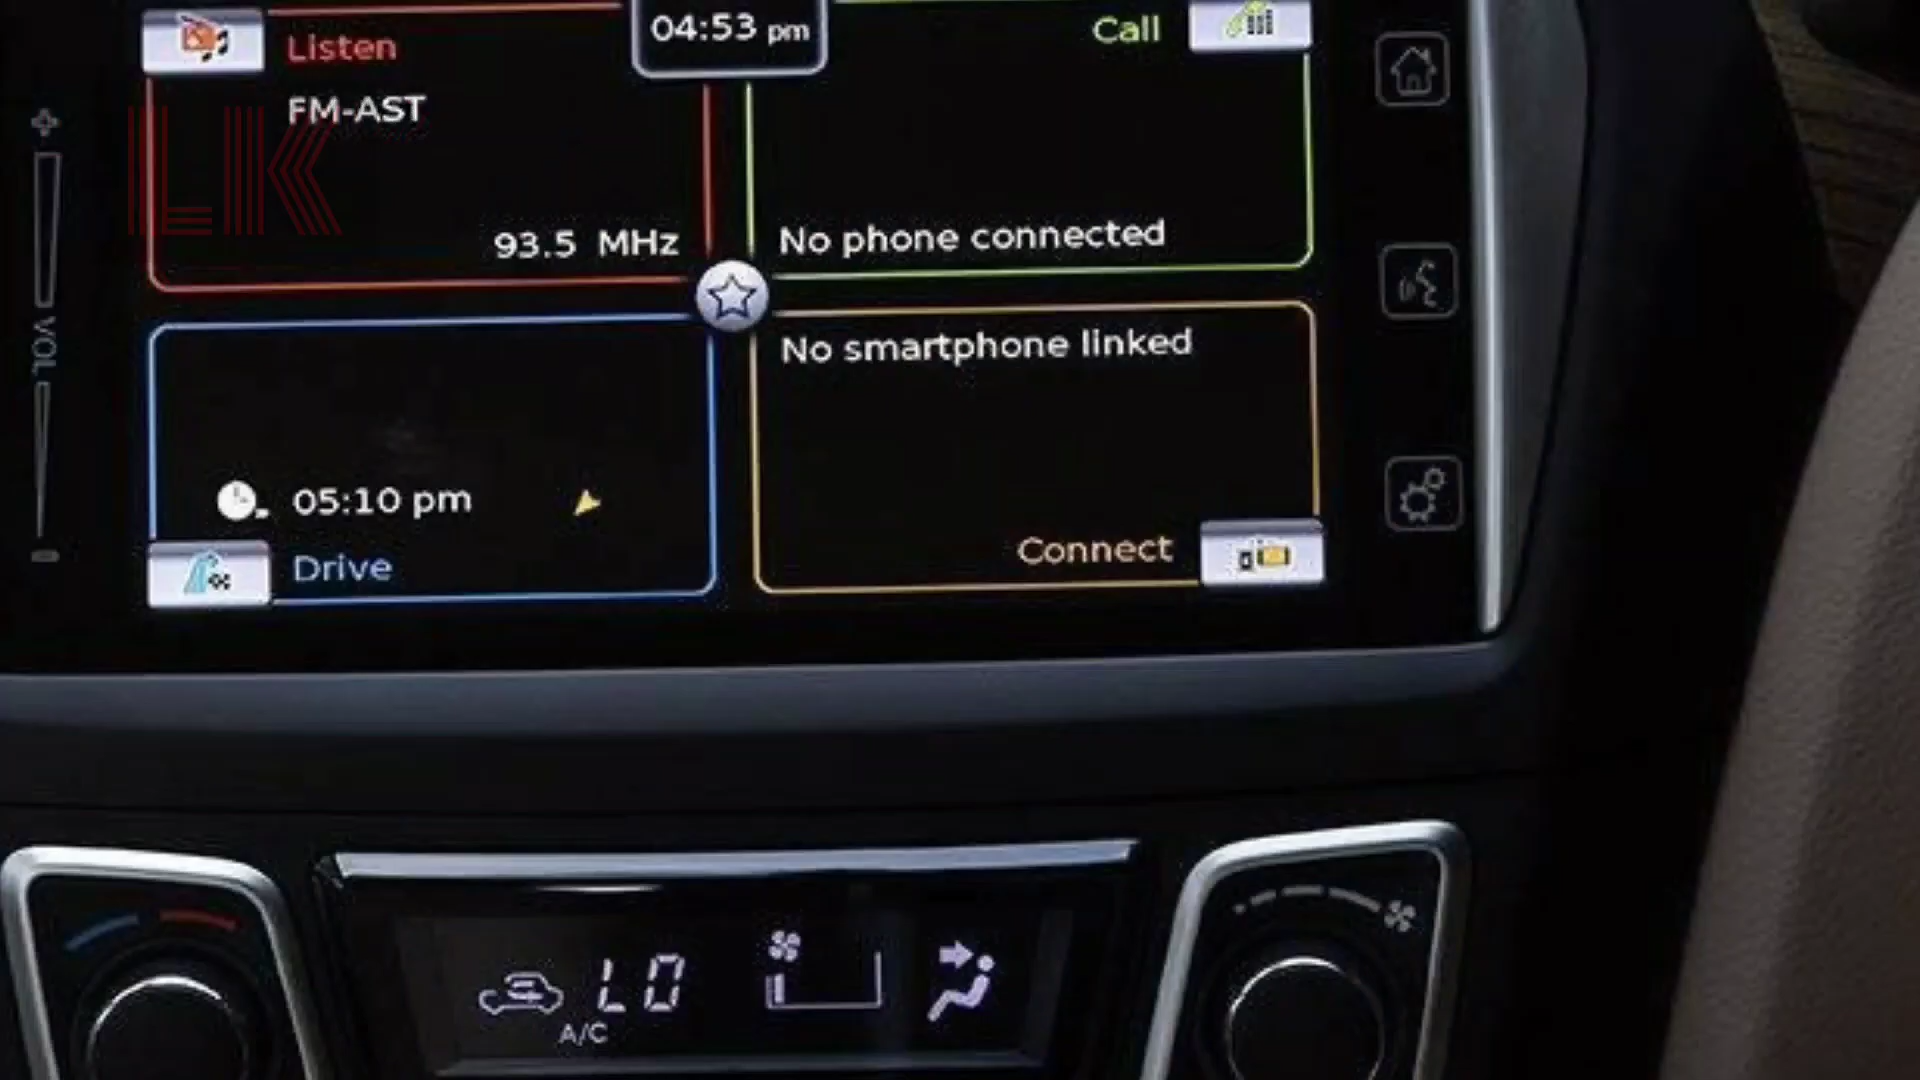 04:53 pm
Listen
Call
FM-AST
LK
93.5 MHz
No phone connected
VOL
No smartphone linked
05:10 pm
Drive
Connect
LO
A/C